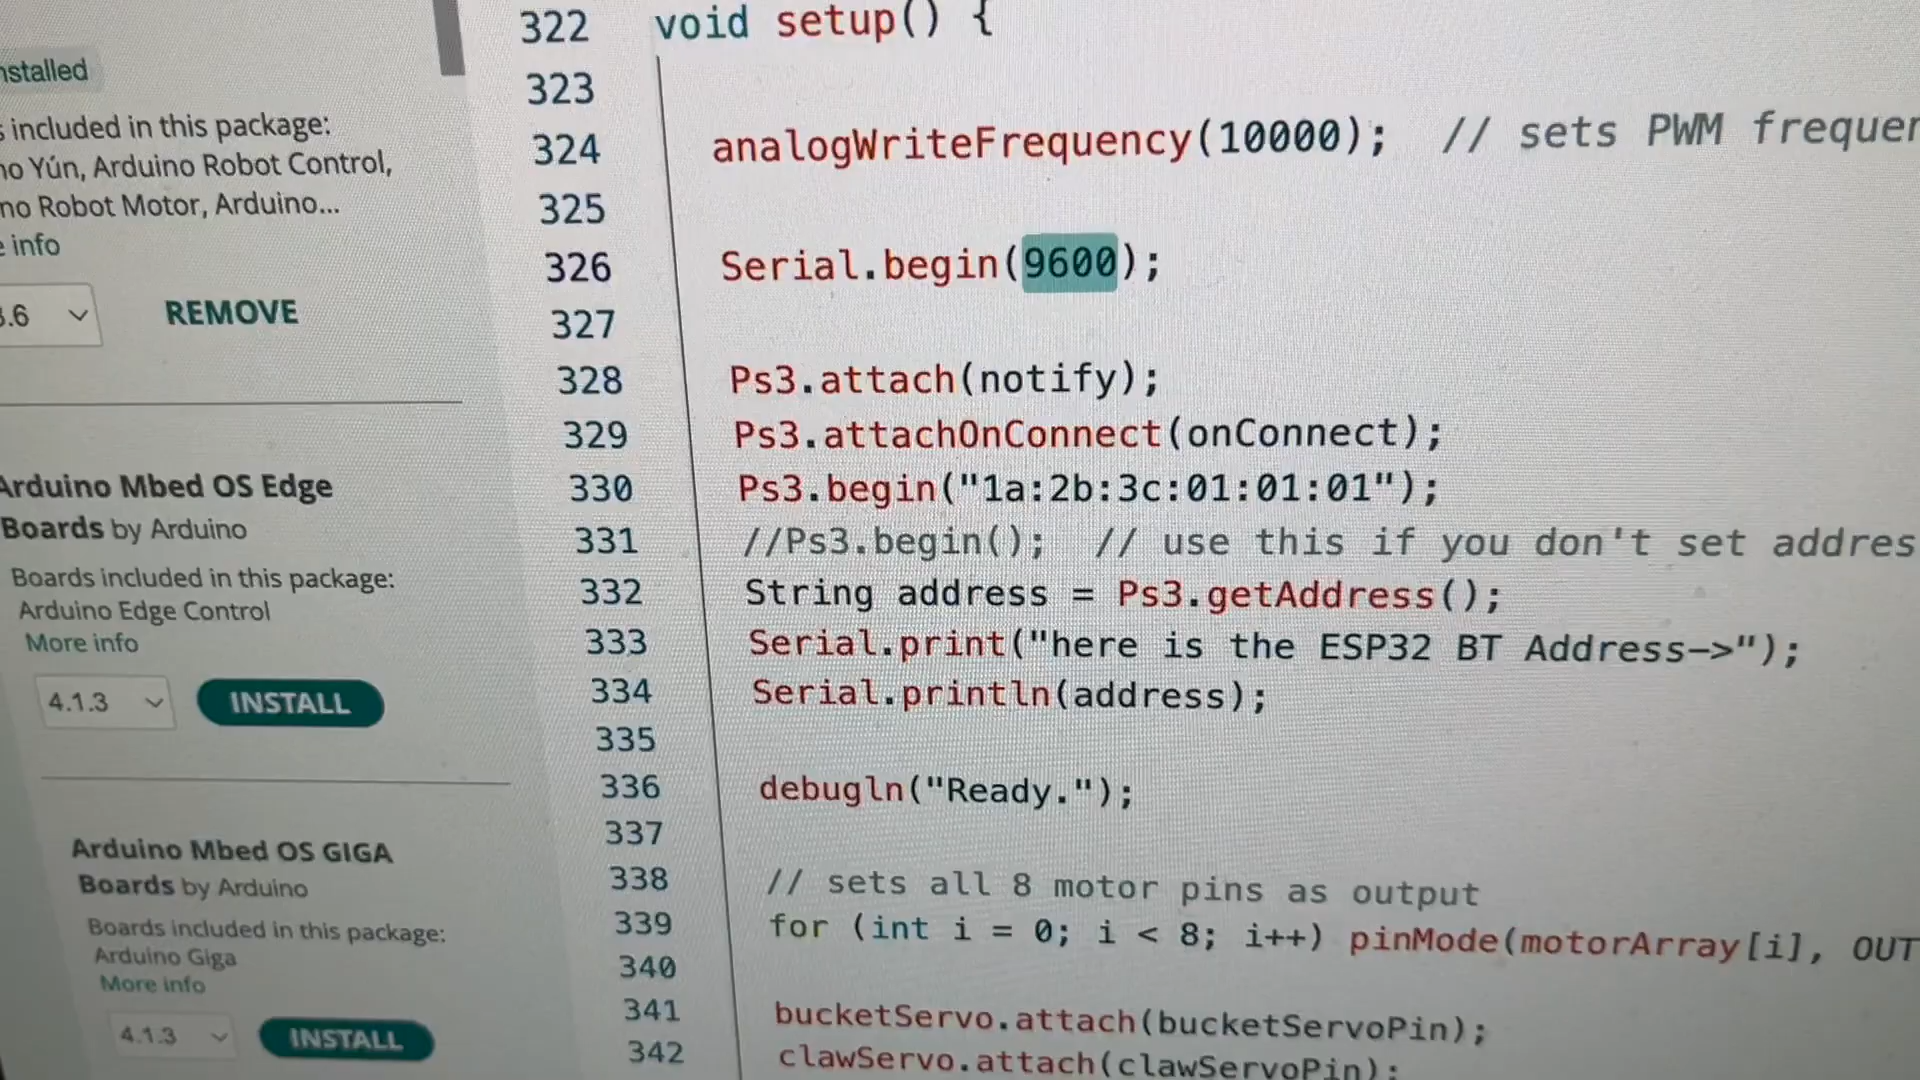 installed
included in this package:
Yún, Arduino Robot Control,
Robot Motor, Arduino...
info
REMOVE
Arduino Mbed OS Edge
Boards by Arduino
Boards included in this package:
Arduino Edge Control
More info
4.1.3
INSTALL
Arduino Mbed OS GIGA
Boards by Arduino
Boards included in this package:
Arduino Giga
More info
4.1.3
INSTALL
322 void setup() {
323
324 analogWriteFrequency(10000); // sets PWM frequen
325
326 Serial.begin(9600);
327
328 Ps3.attach(notify);
329 Ps3.attachOnConnect(onConnect);
330 Ps3.begin("1a:2b:3c:01:01:01");
331 //Ps3.begin(); // use this if you don't set addres
332 String address = Ps3.getAddress();
333 Serial.print("here is the ESP32 BT Address->");
334 Serial.println(address);
335
336 debugln("Ready.");
337
338 // sets all 8 motor pins as output
339 for (int i = 0; i < 8; i++) pinMode(motorArray[i], OUT
340
341 bucketServo.attach(bucketServoPin);
342 clawServo.attach(clawServoPin);